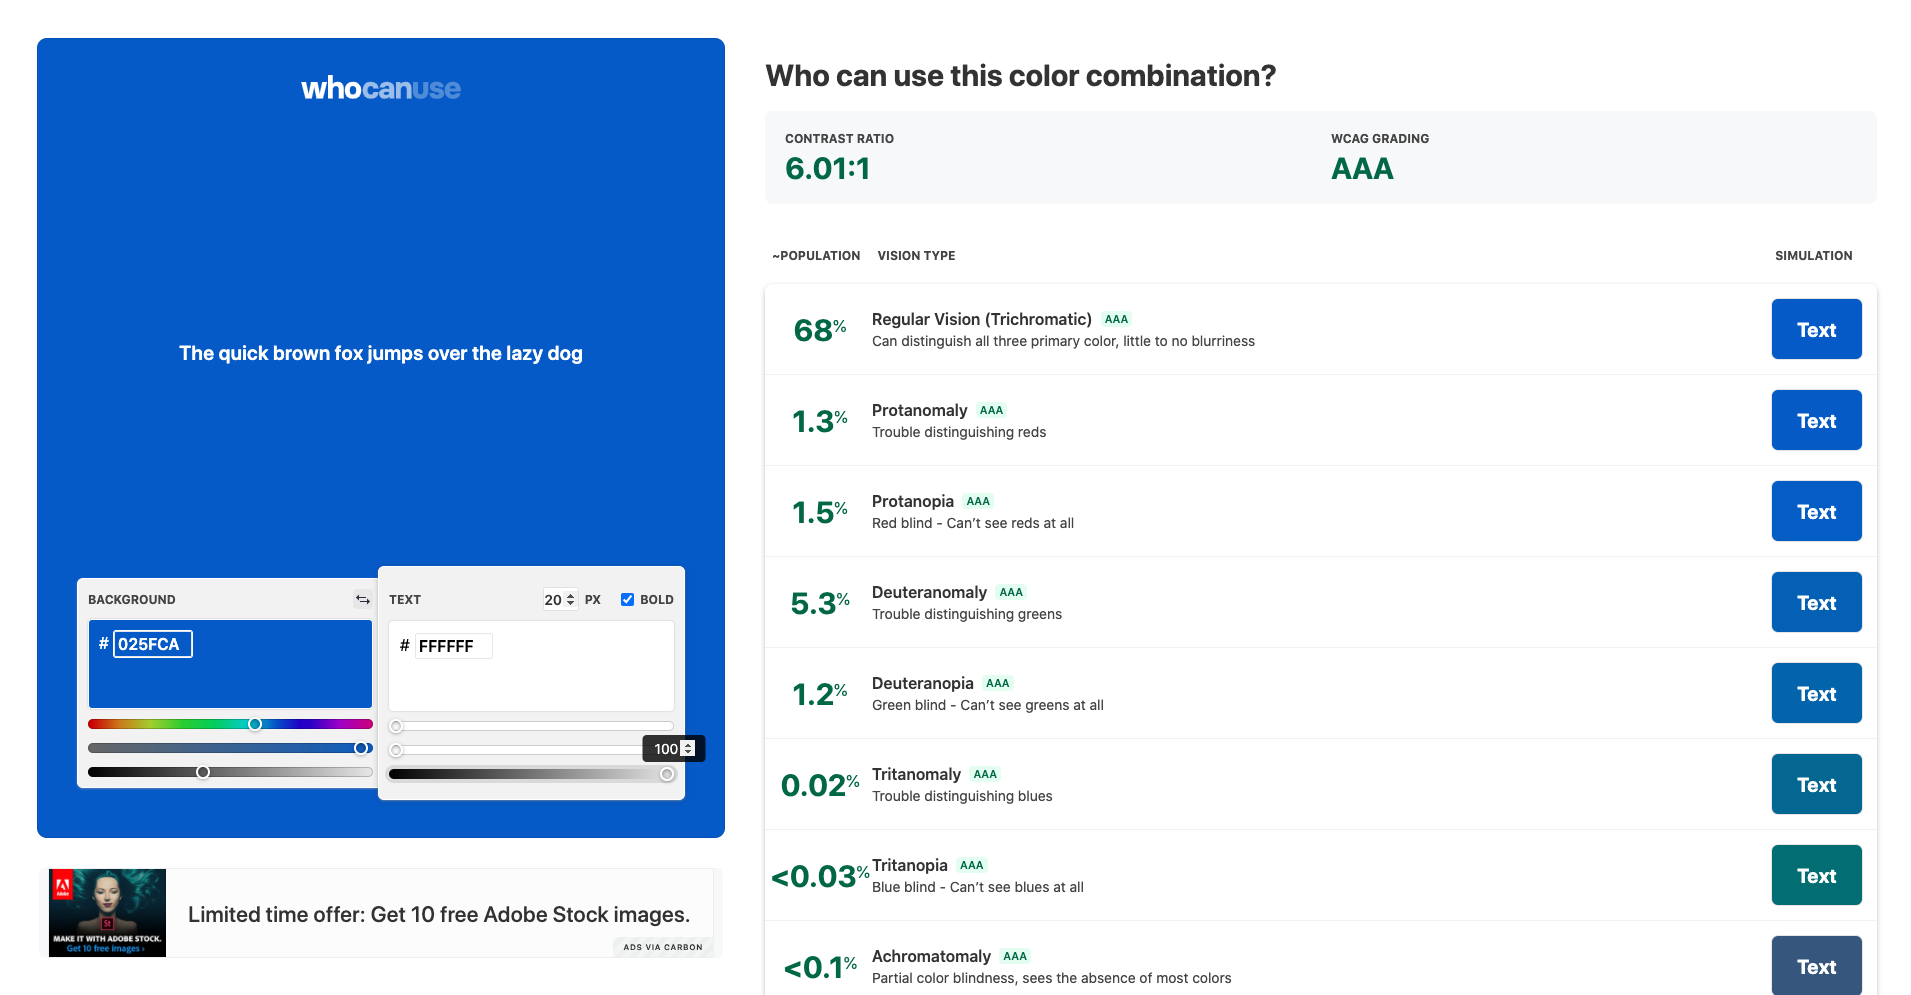 whocanuse
The quick brown fox jumps over the lazy dog
BACKGROUND
# 025FCA
TEXT
20 PX
BOLD
# FFFFFF
100
MAKE IT WITH ADOBE STOCK.
Get 10 free images ›
Adobe
St
Limited time offer: Get 10 free Adobe Stock images.
ADS VIA CARBON
Who can use this color combination?
CONTRAST RATIO
6.01:1
WCAG GRADING
AAA
~POPULATION VISION TYPE SIMULATION
68% Regular Vision (Trichromatic) AAA
Can distinguish all three primary color, little to no blurriness
Text
1.3% Protanomaly AAA
Trouble distinguishing reds
Text
1.5% Protanopia AAA
Red blind - Can’t see reds at all
Text
5.3% Deuteranomaly AAA
Trouble distinguishing greens
Text
1.2% Deuteranopia AAA
Green blind - Can’t see greens at all
Text
0.02% Tritanomaly AAA
Trouble distinguishing blues
Text
<0.03% Tritanopia AAA
Blue blind - Can’t see blues at all
Text
<0.1% Achromatomaly AAA
Partial color blindness, sees the absence of most colors
Text